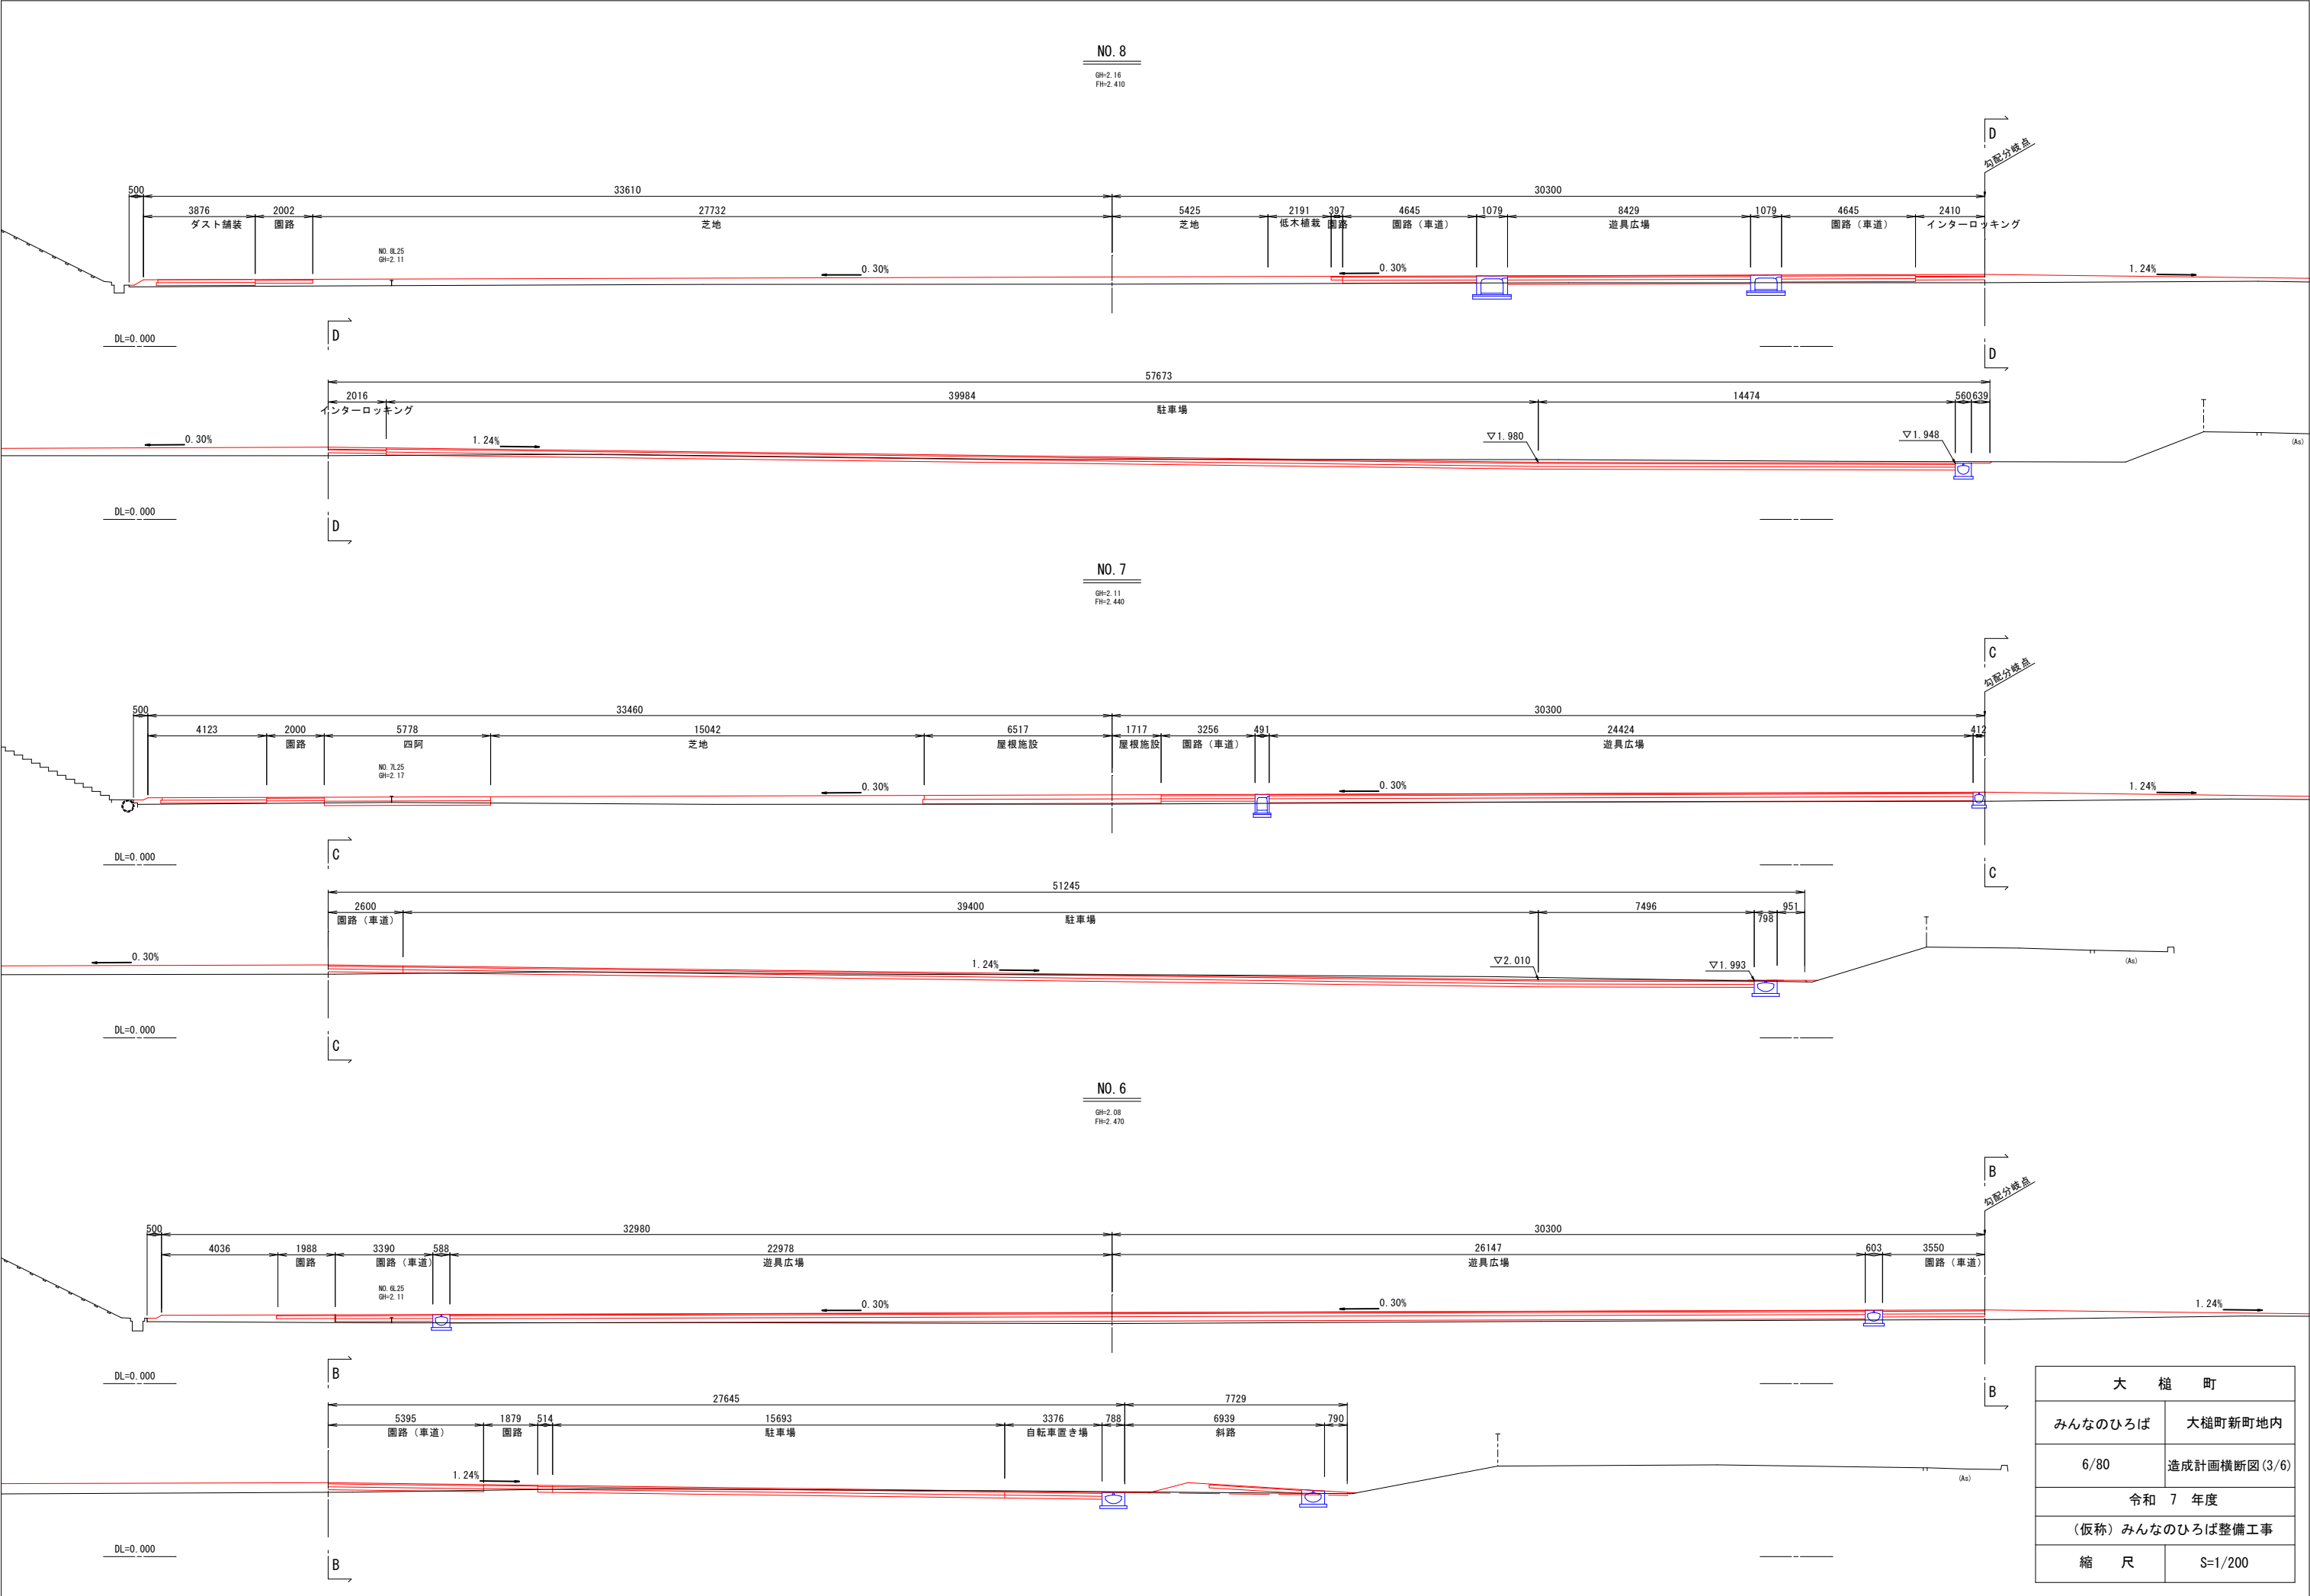 NO. 8
GH=2.16
FH=2.410
D
勾配分岐点
500 33610 30300
3876 2002 27732 5425 2191 397 4645 1079 8429 1079 4645 2410
ダスト舗装 園路 芝地 芝地 低木植栽 園路 園路（車道） 遊具広場 園路（車道） インターロッキング
NO.8L25
GH=2.11
0.30% 0.30% 1.24%
D
DL=0.000
D
57673
2016 39984 14474 560 639
インターロッキング 駐車場
0.30% 1.24% ▽1.980 ▽1.948 (As)
DL=0.000
D
NO. 7
GH=2.11
FH=2.440
C
勾配分岐点
500 33460 30300
4123 2000 5778 15042 6517 1717 3256 491 24424 412
園路 四阿 芝地 屋根施設 屋根施設 園路（車道） 遊具広場
NO.7L25
GH=2.17
0.30% 0.30% 1.24%
C
DL=0.000
C
51245
2600 39400 7496 798 951
園路（車道） 駐車場
0.30% 1.24% ▽2.010 ▽1.993 (As)
DL=0.000
C
NO. 6
GH=2.08
FH=2.470
B
勾配分岐点
500 32980 30300
4036 1988 3390 588 22978 26147 603 3550
園路 園路（車道） 遊具広場 遊具広場 園路（車道）
NO.6L25
GH=2.11
0.30% 0.30% 1.24%
B
DL=0.000
B
27645 7729
5395 1879 514 15693 3376 788 6939 790
園路（車道） 園路 駐車場 自転車置き場 斜路
1.24% (As)
DL=0.000
B
大 槌 町
みんなのひろば 大槌町新町地内
6/80 造成計画横断図(3/6)
令和 7 年度
（仮称）みんなのひろば整備工事
縮 尺 S=1/200